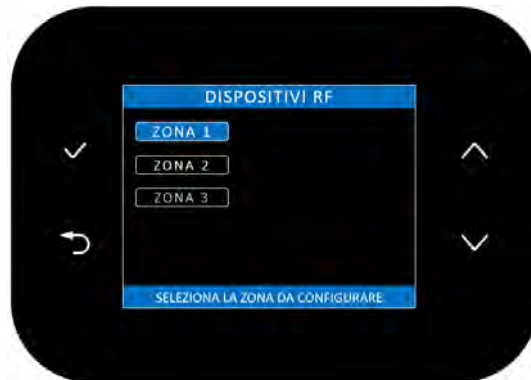 DISPOSITIVI RF
ZONA 1
ZONA 2
ZONA 3
SELEZIONA LA ZONA DA CONFIGURARE